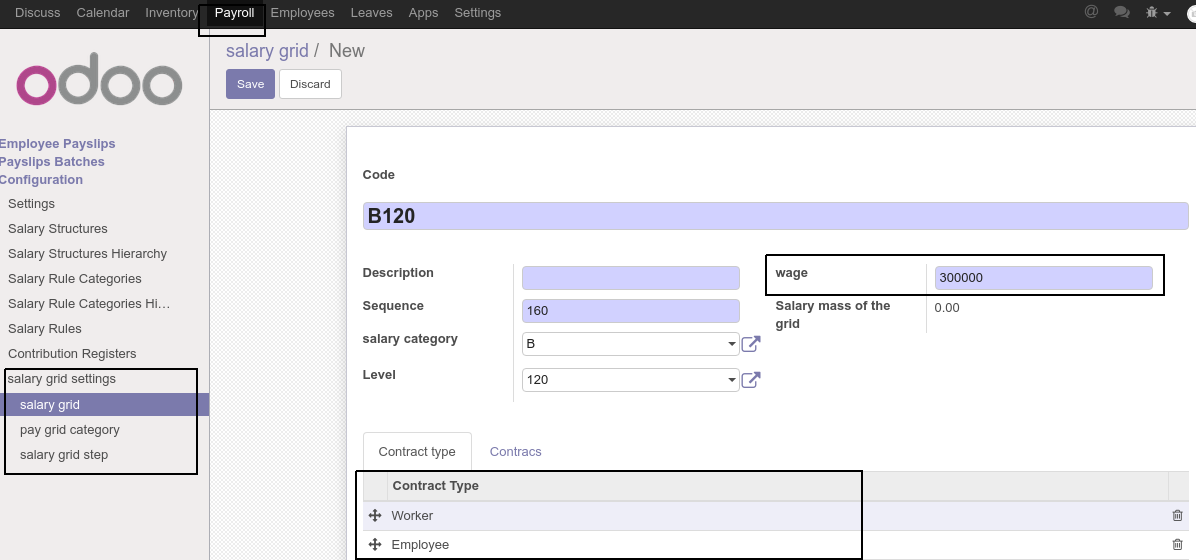 Discuss Calendar Inventory Payroll Employees Leaves Apps Settings @
salary grid / New
Save Discard
odoo
Employee Payslips
Payslips Batches
Configuration
Settings
Salary Structures
Salary Structures Hierarchy
Salary Rule Categories
Salary Rule Categories Hi…
Salary Rules
Contribution Registers
salary grid settings
salary grid
pay grid category
salary grid step
Code
B120
Description
Sequence 160
salary category B
Level 120
wage 300000
Salary mass of the 0.00
grid
Contract type Contracs
Contract Type
Worker
Employee